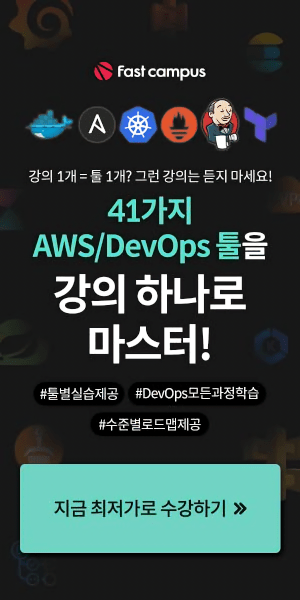 fast campus
강의 1개 = 툴 1개? 그런 강의는 듣지 마세요!
41가지
AWS/DevOps 툴을
강의 하나로
마스터!
#툴별실습제공 #DevOps모든과정학습
#수준별로드맵제공
지금 최저가로 수강하기 »